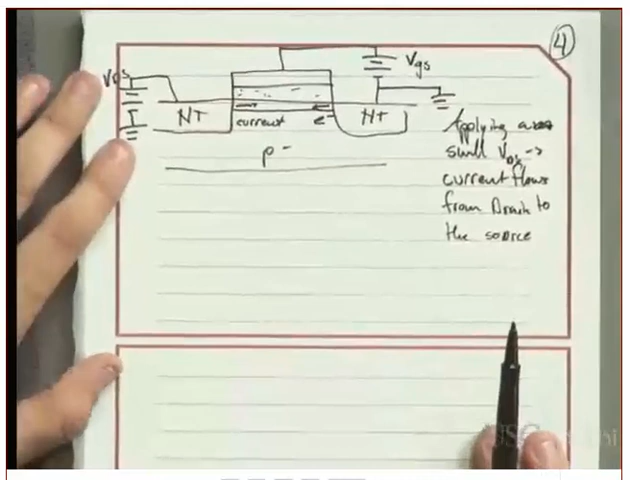 4
VDS
Vgs
N+
N+
current
e-
p-
Applying a
small VDS ->
current flows
from Drain to
the source